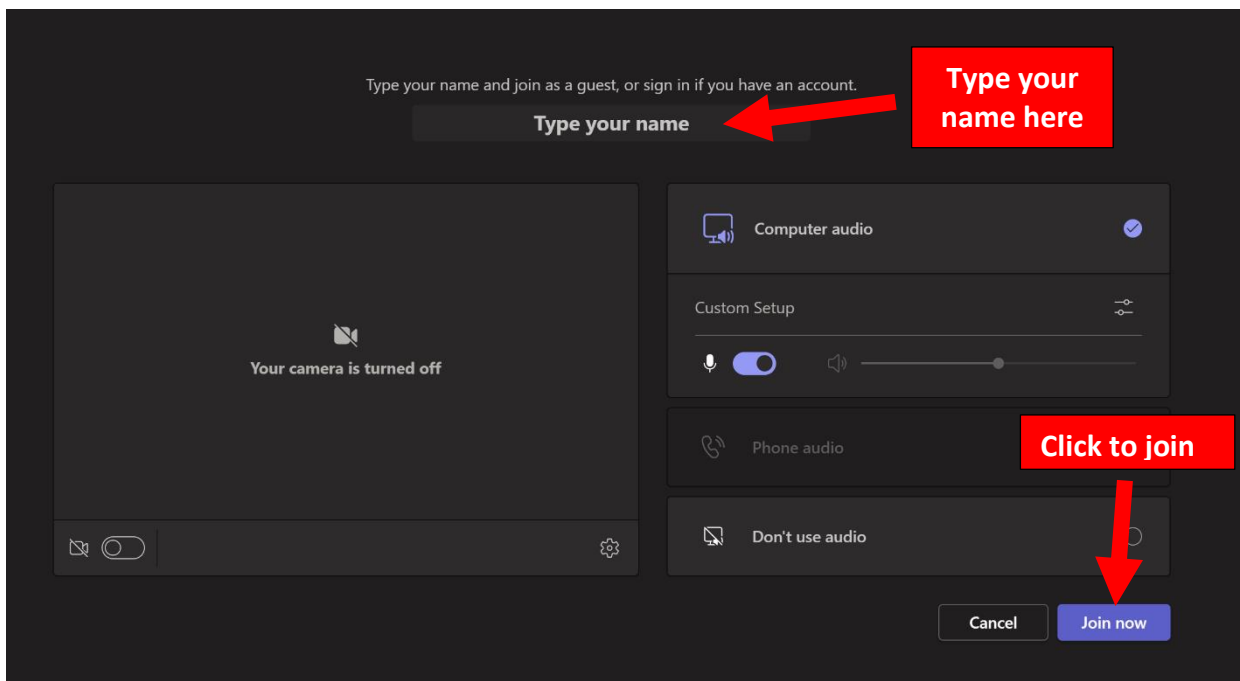 Type your name and join as a guest, or sign in if you have an account.
Type your name
Type your
name here
Computer audio
Custom Setup
Your camera is turned off
Phone audio
Click to join
Don't use audio
Cancel
Join now